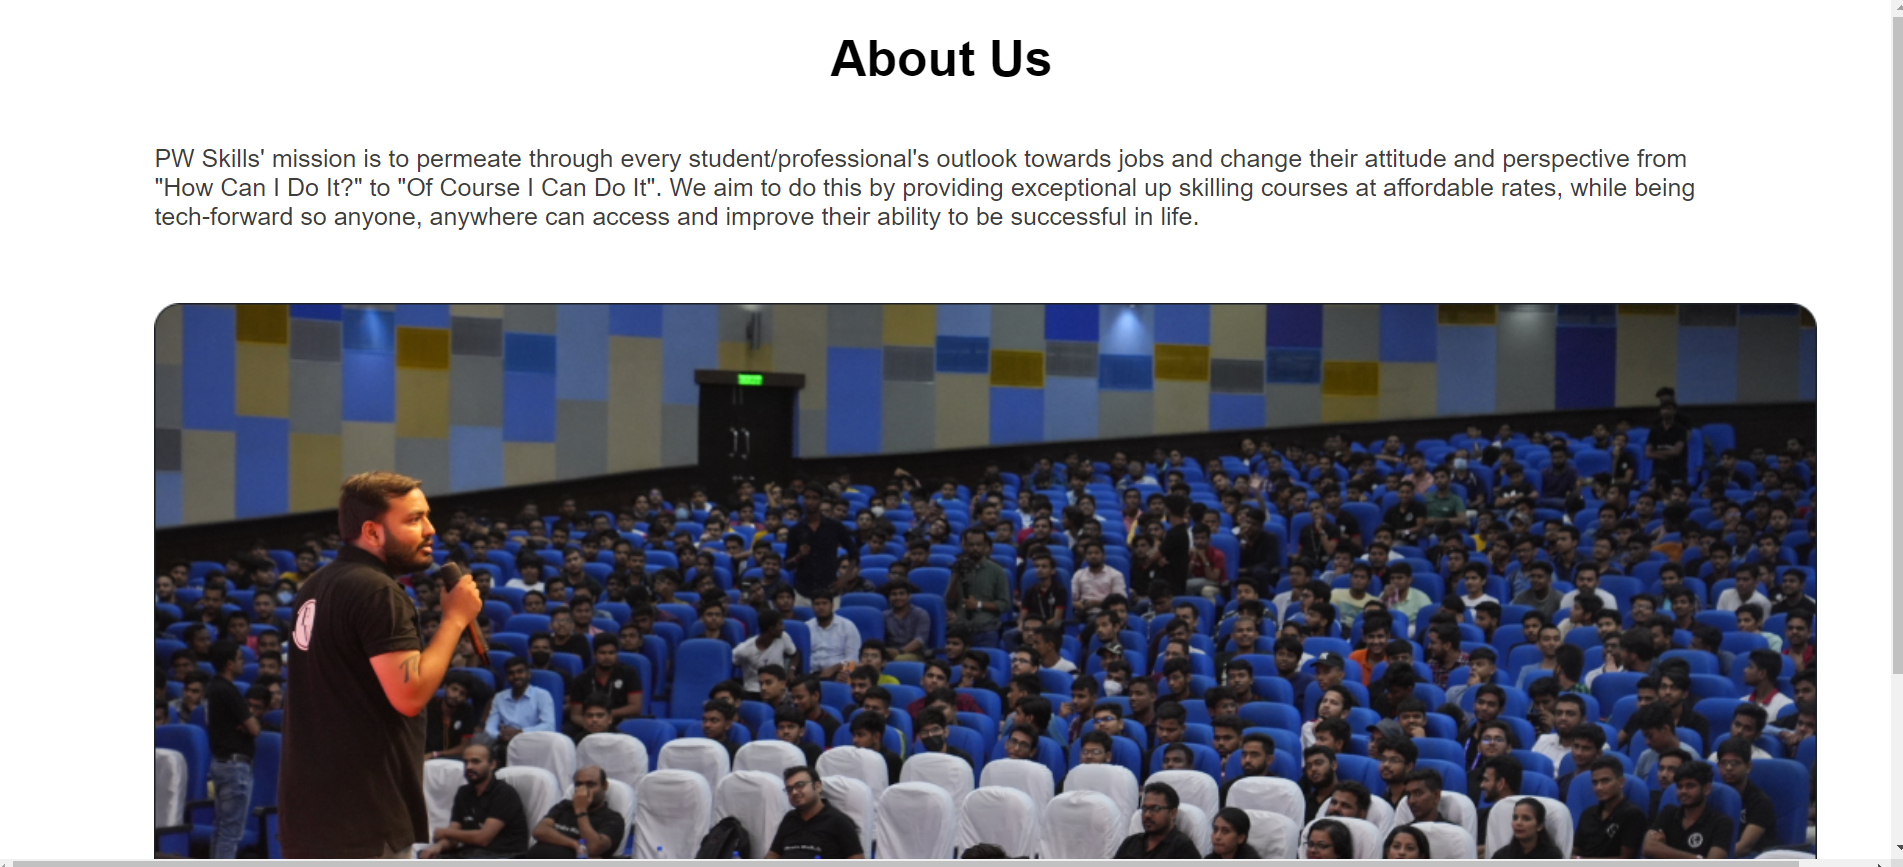 About Us
PW Skills' mission is to permeate through every student/professional's outlook towards jobs and change their attitude and perspective from
"How Can I Do It?" to "Of Course I Can Do It". We aim to do this by providing exceptional up skilling courses at affordable rates, while being
tech-forward so anyone, anywhere can access and improve their ability to be successful in life.